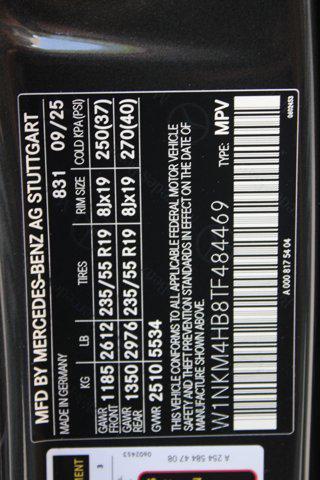 MFD BY MERCEDES-BENZ AG STUTTGART
MADE IN GERMANY 831 09/25
KG LB TIRES RIM SIZE COLD KPA(PSI)
GAWR 1185 2612 235/55 R19 8Jx19 250(37)
GAWR 1350 2976 235/55 R19 8Jx19 270(40)
GVWR 2510 5534
THIS VEHICLE CONFORMS TO ALL APPLICABLE FEDERAL MOTOR VEHICLE
SAFETY AND THEFT PREVENTION STANDARDS IN EFFECT ON THE DATE OF
MANUFACTURE SHOWN ABOVE.
W1NKM4HB8TF484469 TYPE: MPV
A 000 817 54 04
0602453
A 254 584 47 08
0602453
3